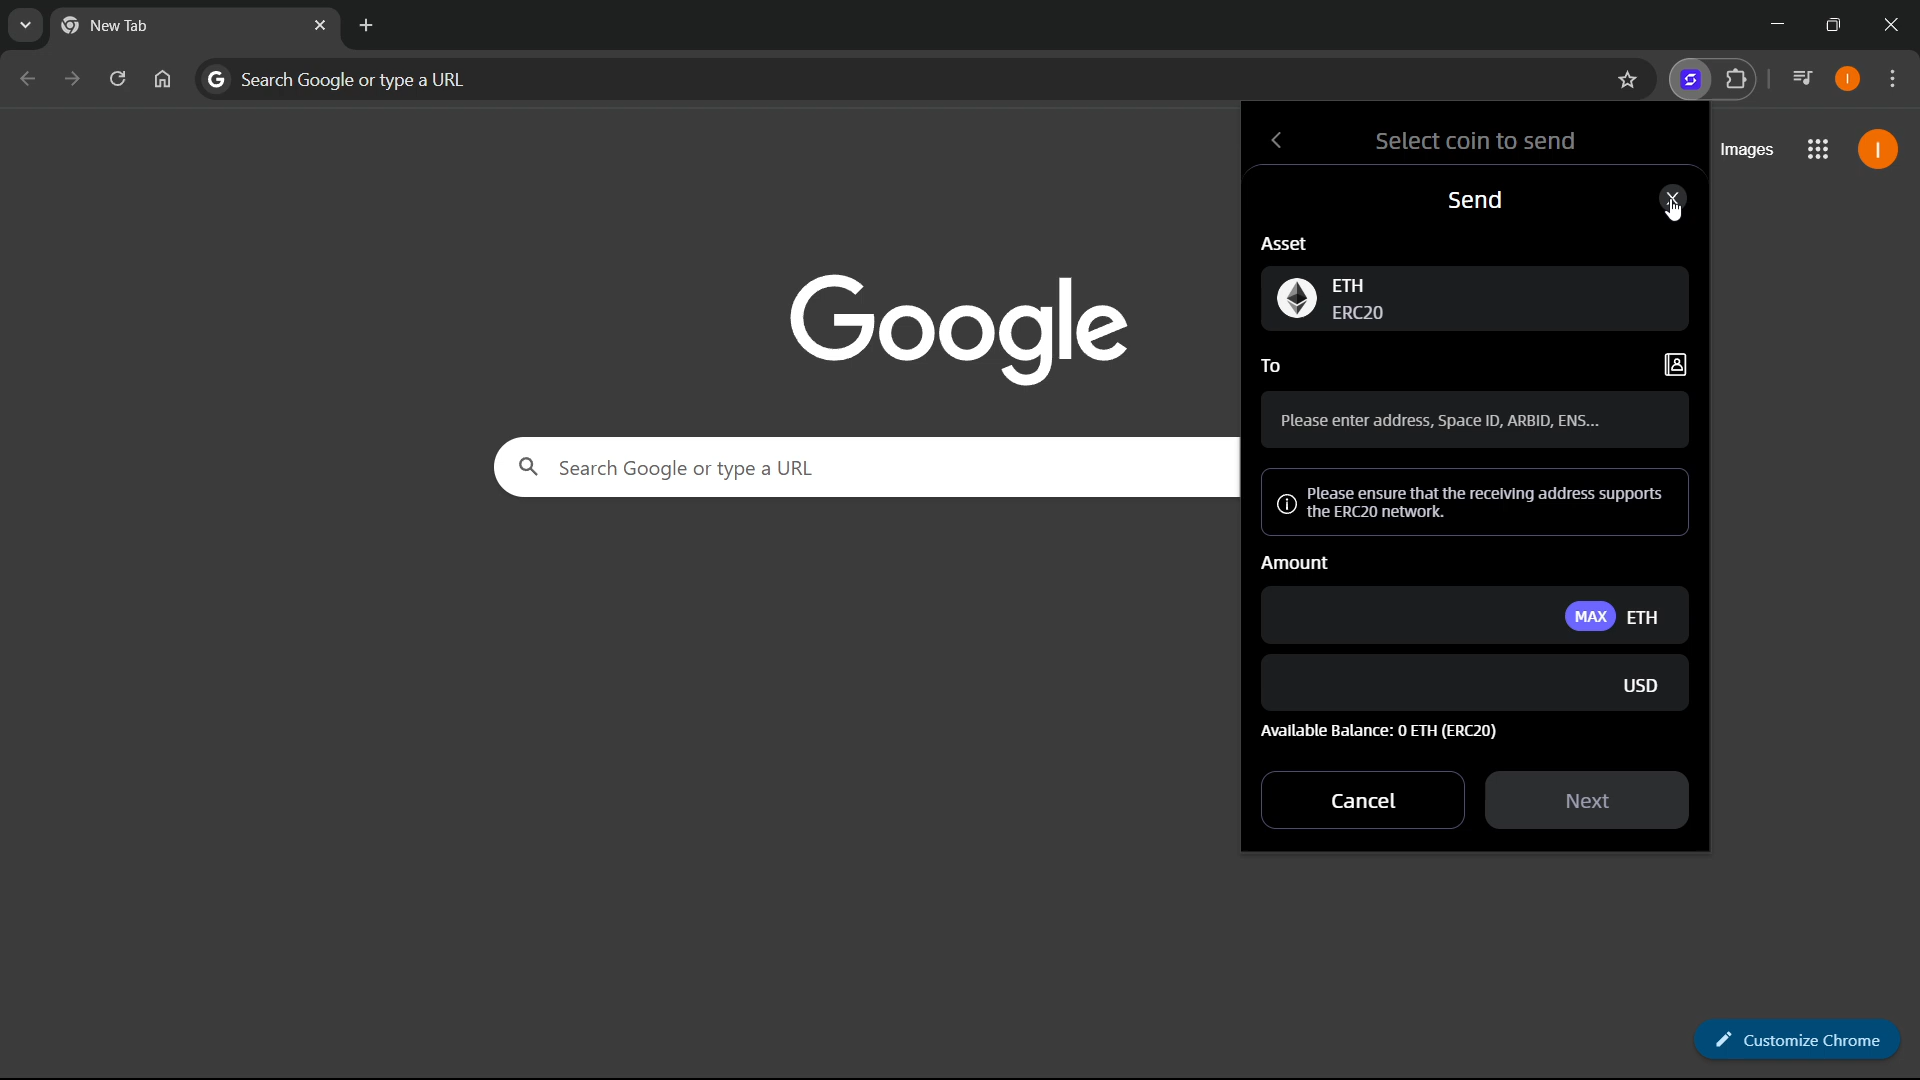 New Tab
Search Google or type a URL
Select coin to send
Images
I
Send
Asset
ETH
ERC20
To
Google
Please enter address, Space ID, ARBID, ENS...
Search Google or type a URL
Please ensure that the receiving address supports
the ERC20 network.
Amount
MAX ETH
USD
Available Balance: 0 ETH (ERC20)
Cancel
Next
Customize Chrome